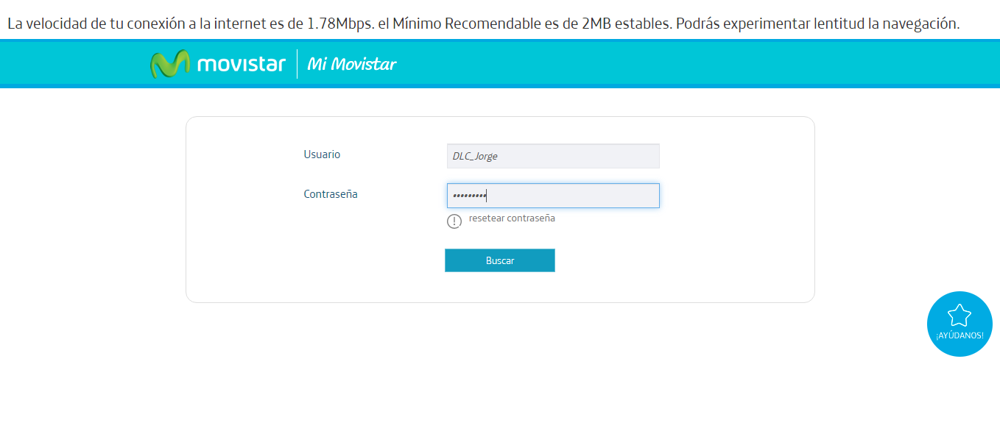 La velocidad de tu conexión a la internet es de 1.78Mbps. el Mínimo Recomendable es de 2MB estables. Podrás experimentar lentitud la navegación.
movistar Mi Movistar
Usuario DLC_Jorge
Contraseña •••••••••
resetear contraseña
Buscar
¡AYÚDANOS!